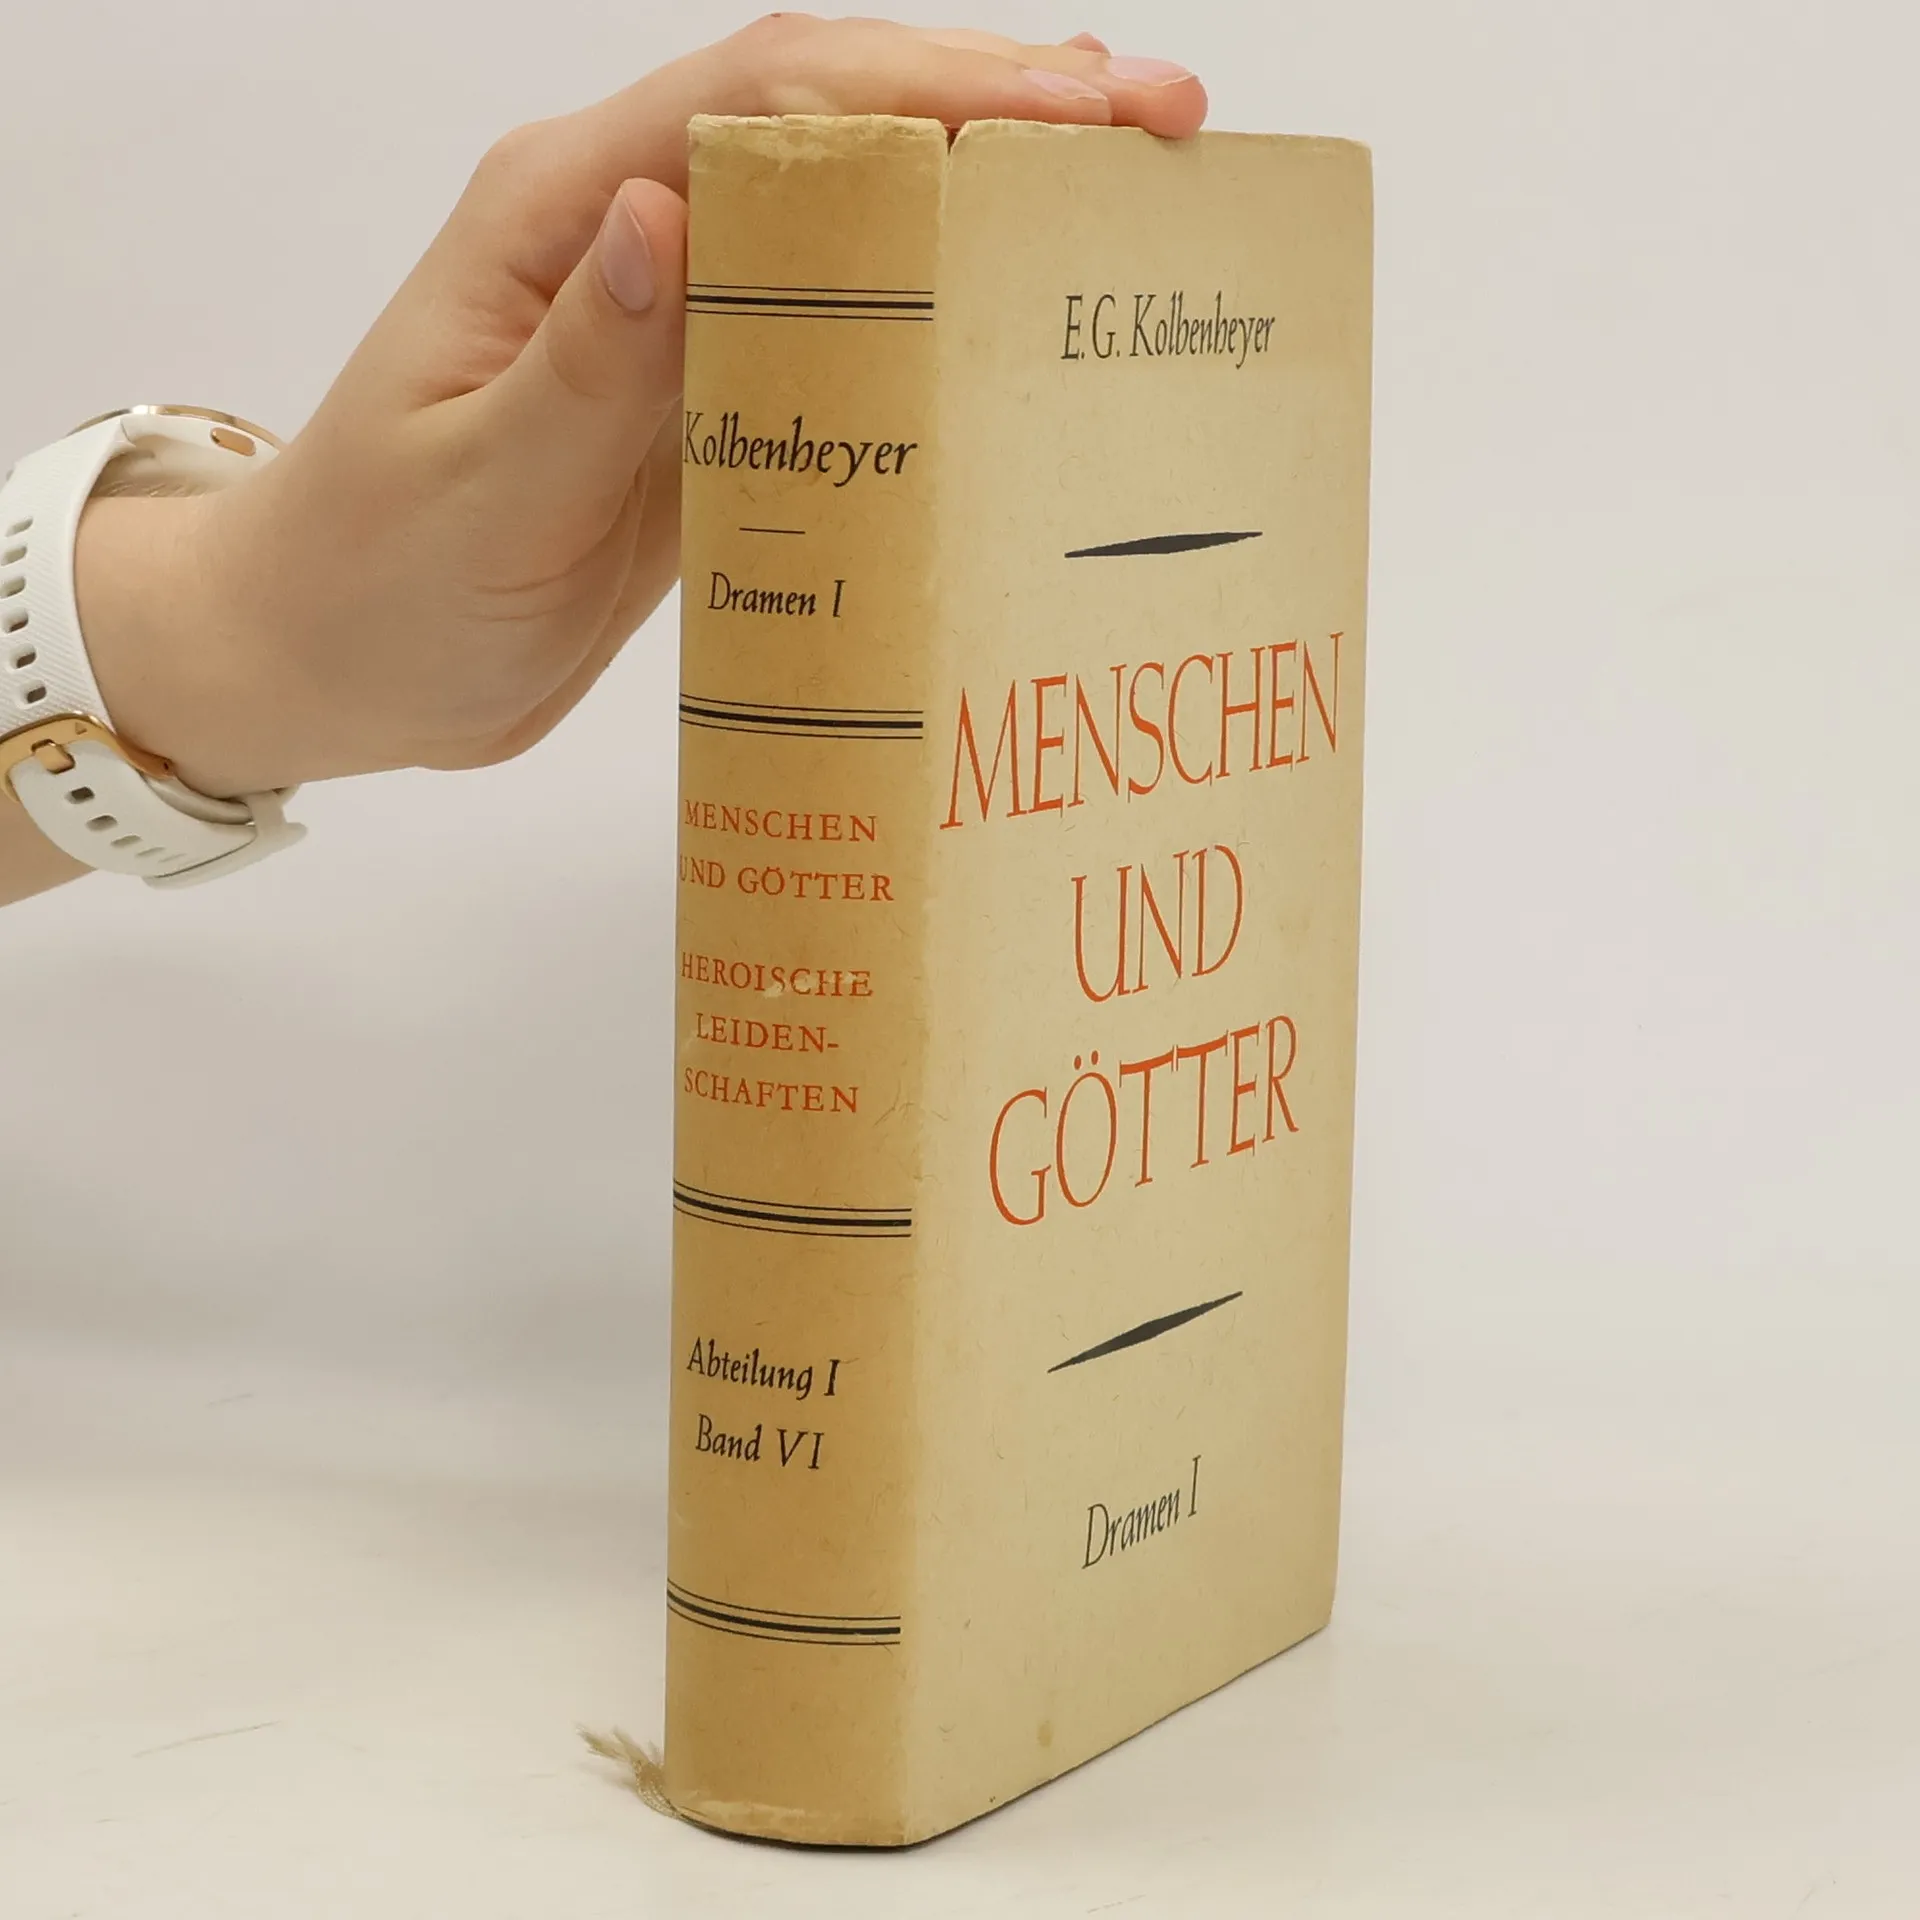 Kolbenheyer
Dramen I
MENSCHEN
UND GÖTTER
HEROISCHE
LEIDEN-
SCHAFTEN
Abteilung I
Band VI
E. G. Kolbenheyer
MENSCHEN
UND
GÖTTER
Dramen I